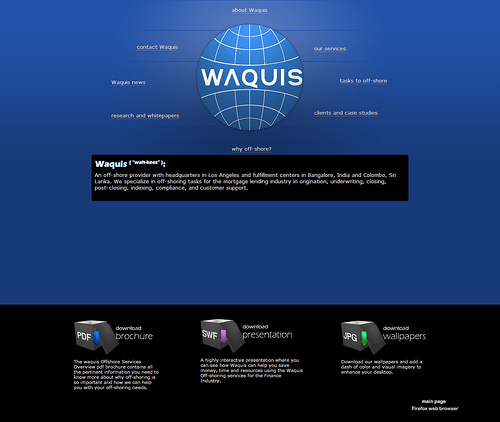 about Waquis
contact Waquis
our services
WAQUIS
Waquis news
tasks to off-shore
research and whitepapers
clients and case studies
why off-shore?
Waquis ( "wah-kees" ):
An off-shore provider with headquarters in Los Angeles and fulfillment centers in Bangalore, India and Colombo, Sri
Lanka. We specialize in off-shoring tasks for the mortgage lending industry in origination, underwriting, closing,
post-closing, indexing, compliance, and customer support.
PDF
download
brochure
The waquis Offshore Services
Overview pdf brochure contains all
the pertinent information you need to
know more about why off-shoring is
so important and how we can help
you with your off-shoring needs.
SWF
download
presentation
A highly interactive presentation where you
can see how Waquis can help you save
money, time and resources using the Waquis
Off-shoring services for the Finance
Industry.
JPG
download
wallpapers
Download our wallpapers and add a
dash of color and visual imagery to
enhance your desktop.
main page
Firefox web browser